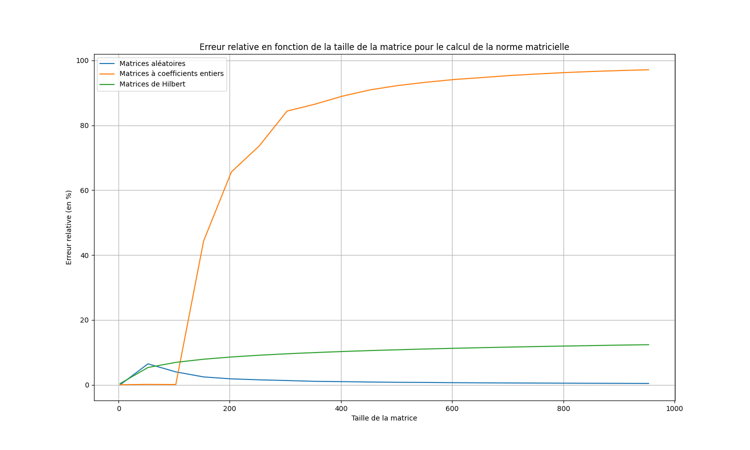 Erreur relative en fonction de la taille de la matrice pour le calcul de la norme matricielle
100
80
60
40
20
0
Erreur relative (en %)
Matrices aléatoires
Matrices à coefficients entiers
Matrices de Hilbert
0
200
400
600
800
1000
Taille de la matrice